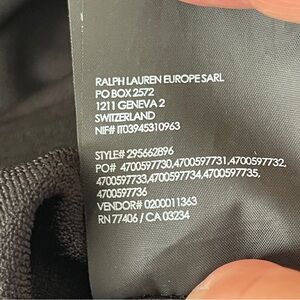 RALPH LAUREN EUROPE SARL
PO BOX 2572
1211 GENEVA 2
SWITZERLAND
NIF# IT03945310963
STYLE# 295662896
PO# 4700597730,4700597731,4700597732,
4700597733,4700597734,4700597735,
4700597736
VENDOR# 0200011363
RN 77406 / CA 03234